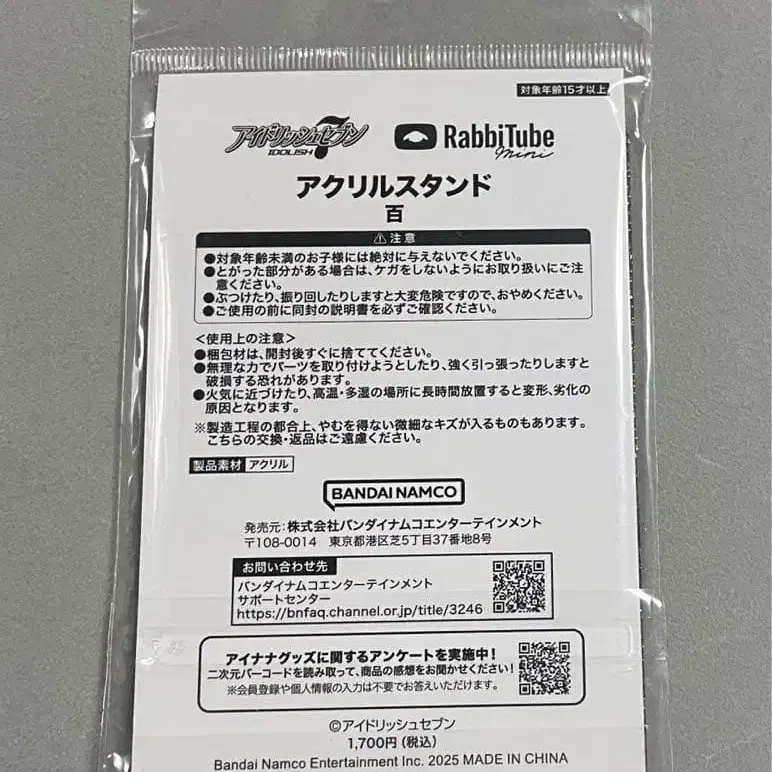 対象年齢15才以上
アイドリッシュセブン
IDOLISH7
RabbiTube
mini
アクリルスタンド
百
注意
●対象年齢未満のお子様には絶対に与えないでください。
●とがった部分がある場合は、ケガをしないようにお取り扱いにご注
意ください。
●ぶつけたり、振り回したりしますと大変危険ですので、おやめください。
●ご使用の前に同封の説明書を必ずご確認ください。
<使用上の注意>
●梱包材は、開封後すぐに捨ててください。
●無理な力でパーツを取り付けようとしたり、強く引っ張ったりしますと
破損する恐れがあります。
●火気に近づけたり、高温・多湿の場所に長時間放置すると変形、劣化の
原因となります。
※製造工程の都合上、やむを得ない微細なキズが入るものもあります。
こちらの交換・返品はご遠慮ください。
製品素材 アクリル
BANDAI NAMCO
発売元:株式会社バンダイナムコエンターテインメント
〒108-0014 東京都港区芝5丁目37番地8号
お問い合わせ先
バンダイナムコエンターテインメント
サポートセンター
https://bnfaq.channel.or.jp/title/3246
アイナナグッズに関するアンケートを実施中!
二次元バーコードを読み取って、商品の感想をお聞かせください!
※会員登録や個人情報の入力は不要でお答えいただけます。
©アイドリッシュセブン
1,700円(税込)
Bandai Namco Entertainment Inc. 2025 MADE IN CHINA